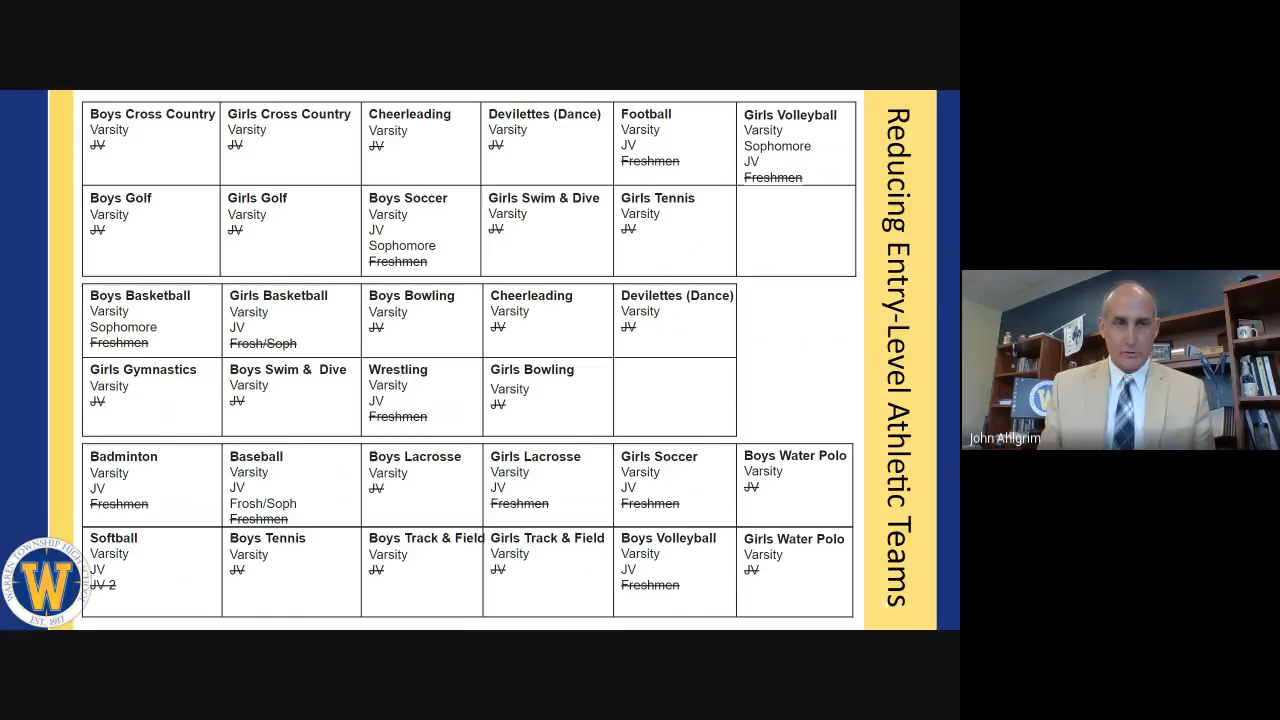 Boys Cross Country
Varsity
JV
Girls Cross Country
Varsity
JV
Cheerleading
Varsity
JV
Devilettes (Dance)
Varsity
JV
Football
Varsity
JV
Freshmen
Girls Volleyball
Varsity
Sophomore
JV
Freshmen
Boys Golf
Varsity
JV
Girls Golf
Varsity
JV
Boys Soccer
Varsity
JV
Sophomore
Freshmen
Girls Swim & Dive
Varsity
JV
Girls Tennis
Varsity
JV
Boys Basketball
Varsity
Sophomore
Freshmen
Girls Basketball
Varsity
JV
Frosh/Soph
Boys Bowling
Varsity
JV
Cheerleading
Varsity
JV
Devilettes (Dance)
Varsity
JV
Girls Gymnastics
Varsity
JV
Boys Swim & Dive
Varsity
JV
Wrestling
Varsity
JV
Freshmen
Girls Bowling
Varsity
JV
Badminton
Varsity
JV
Freshmen
Baseball
Varsity
JV
Frosh/Soph
Freshmen
Boys Lacrosse
Varsity
JV
Girls Lacrosse
Varsity
JV
Freshmen
Girls Soccer
Varsity
JV
Freshmen
Boys Water Polo
Varsity
JV
Softball
Varsity
JV
JV 2
Boys Tennis
Varsity
JV
Boys Track & Field
Varsity
JV
Girls Track & Field
Varsity
JV
Boys Volleyball
Varsity
JV
Freshmen
Girls Water Polo
Varsity
JV
Reducing Entry-Level Athletic Teams
WARREN TOWNSHIP HIGH SCHOOL
W
EST. 1917
W
John Ahlgrim